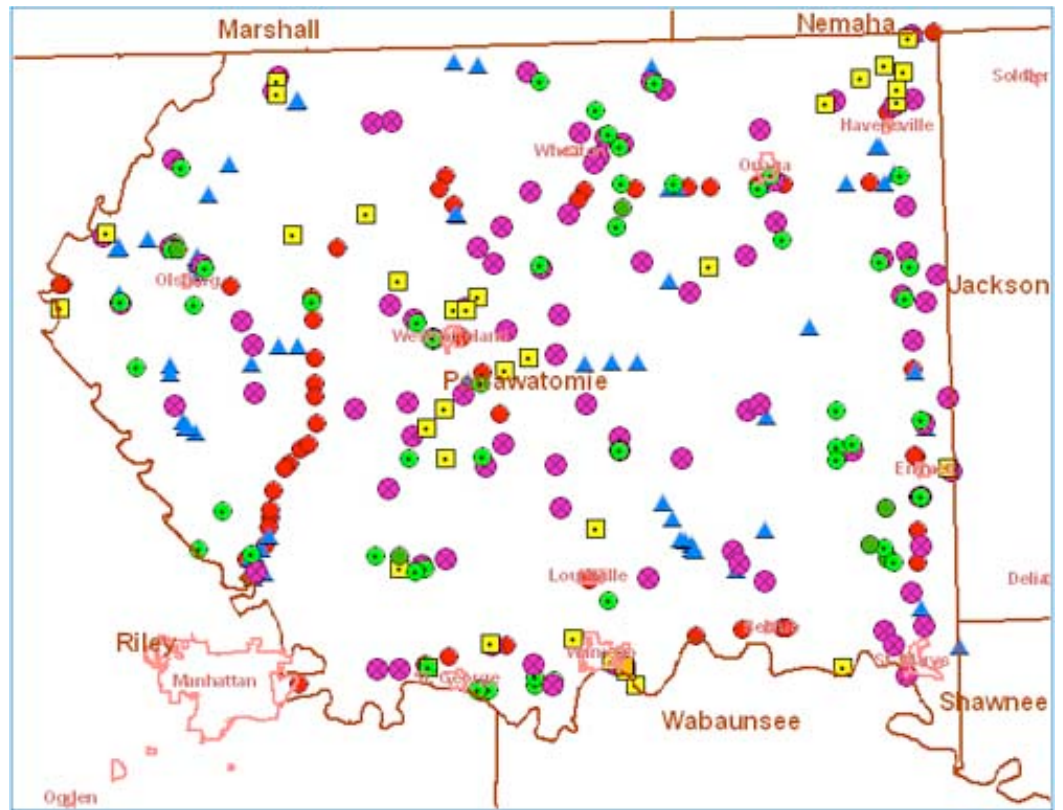 Marshall
Nemaha
Havensville
Wheaton
Onaga
Olsburg
Jackson
Westmoreland
Pottawatomie
Emmett
Louisville
Delia
Riley
Belvue
Wamego
St. Marys
Manhattan
St. George
Shawnee
Wabaunsee
Ogden